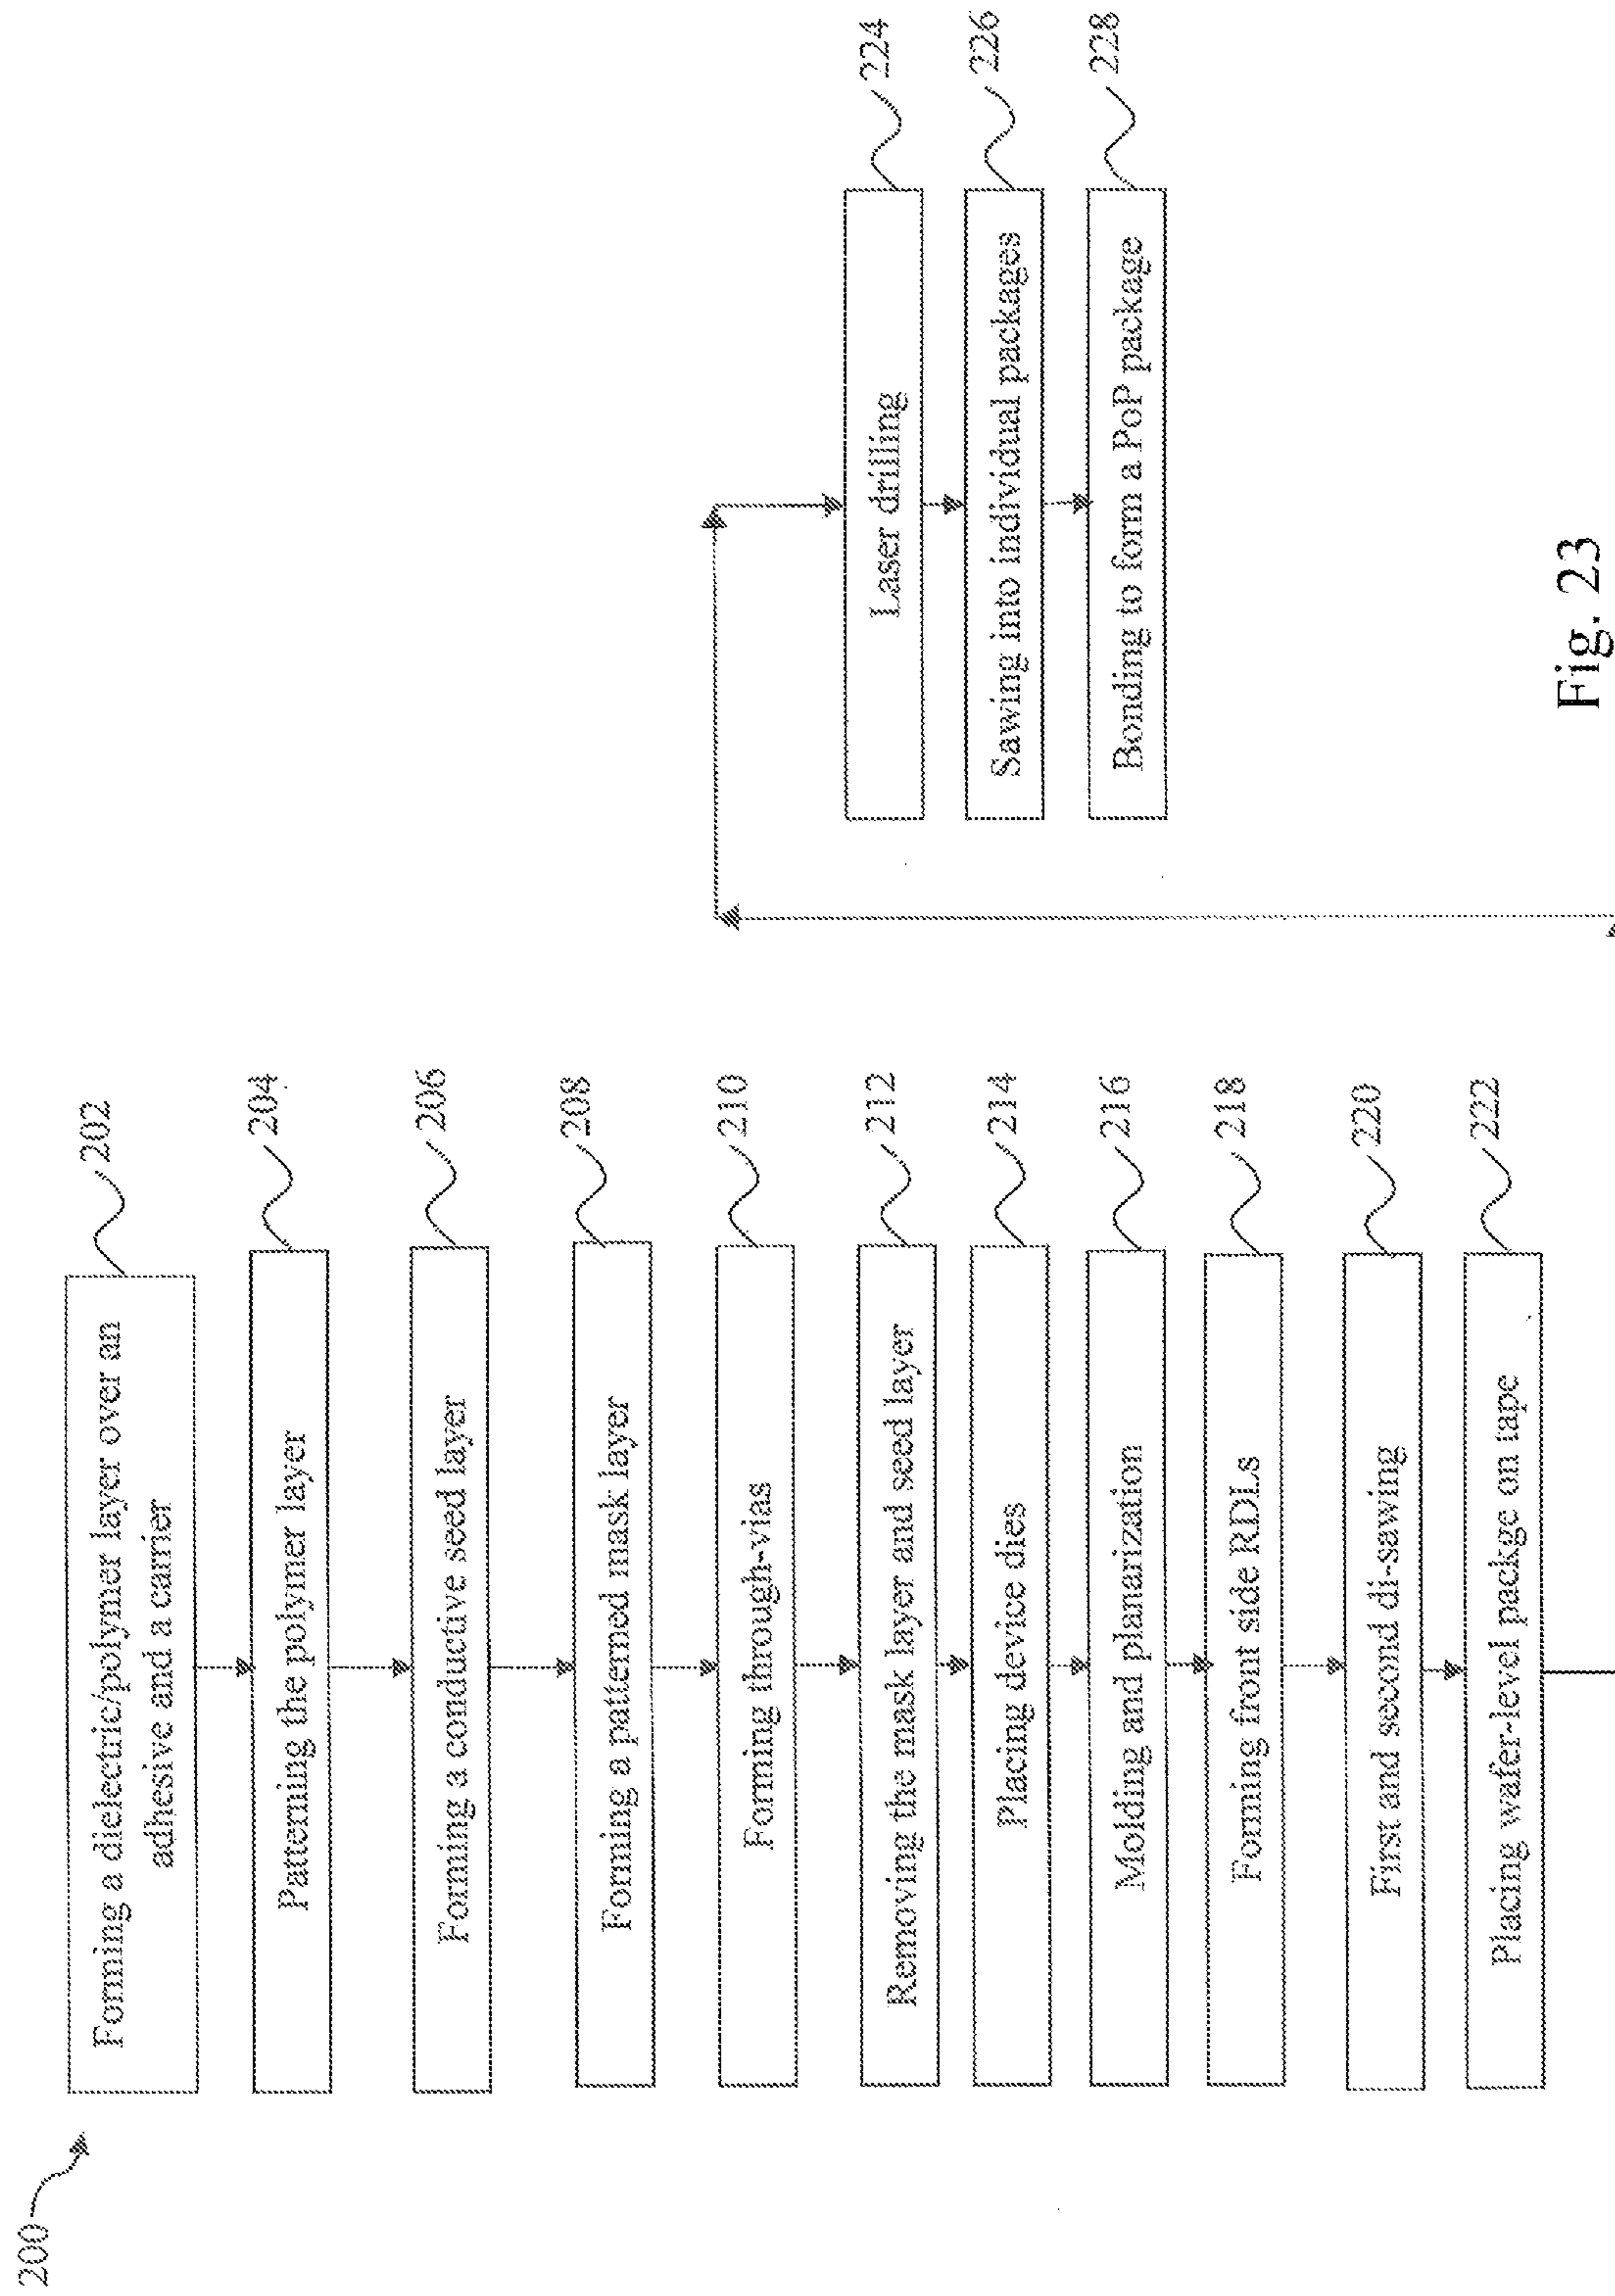 200
Forming a dielectric/polymer layer over an
adhesive and a carrier
202
Patterning the polymer layer
204
Forming a conductive seed layer
206
Forming a patterned mask layer
208
Forming through-vias
210
Removing the mask layer and seed layer
212
Placing device dies
214
Molding and planarization
216
Forming front side RDLs
218
First and second di-sawing
220
Placing wafer-level packge on tape
222
Laser drilling
224
Sawing into individual packages
226
Bonding to form a PoP package
228
Fig. 23